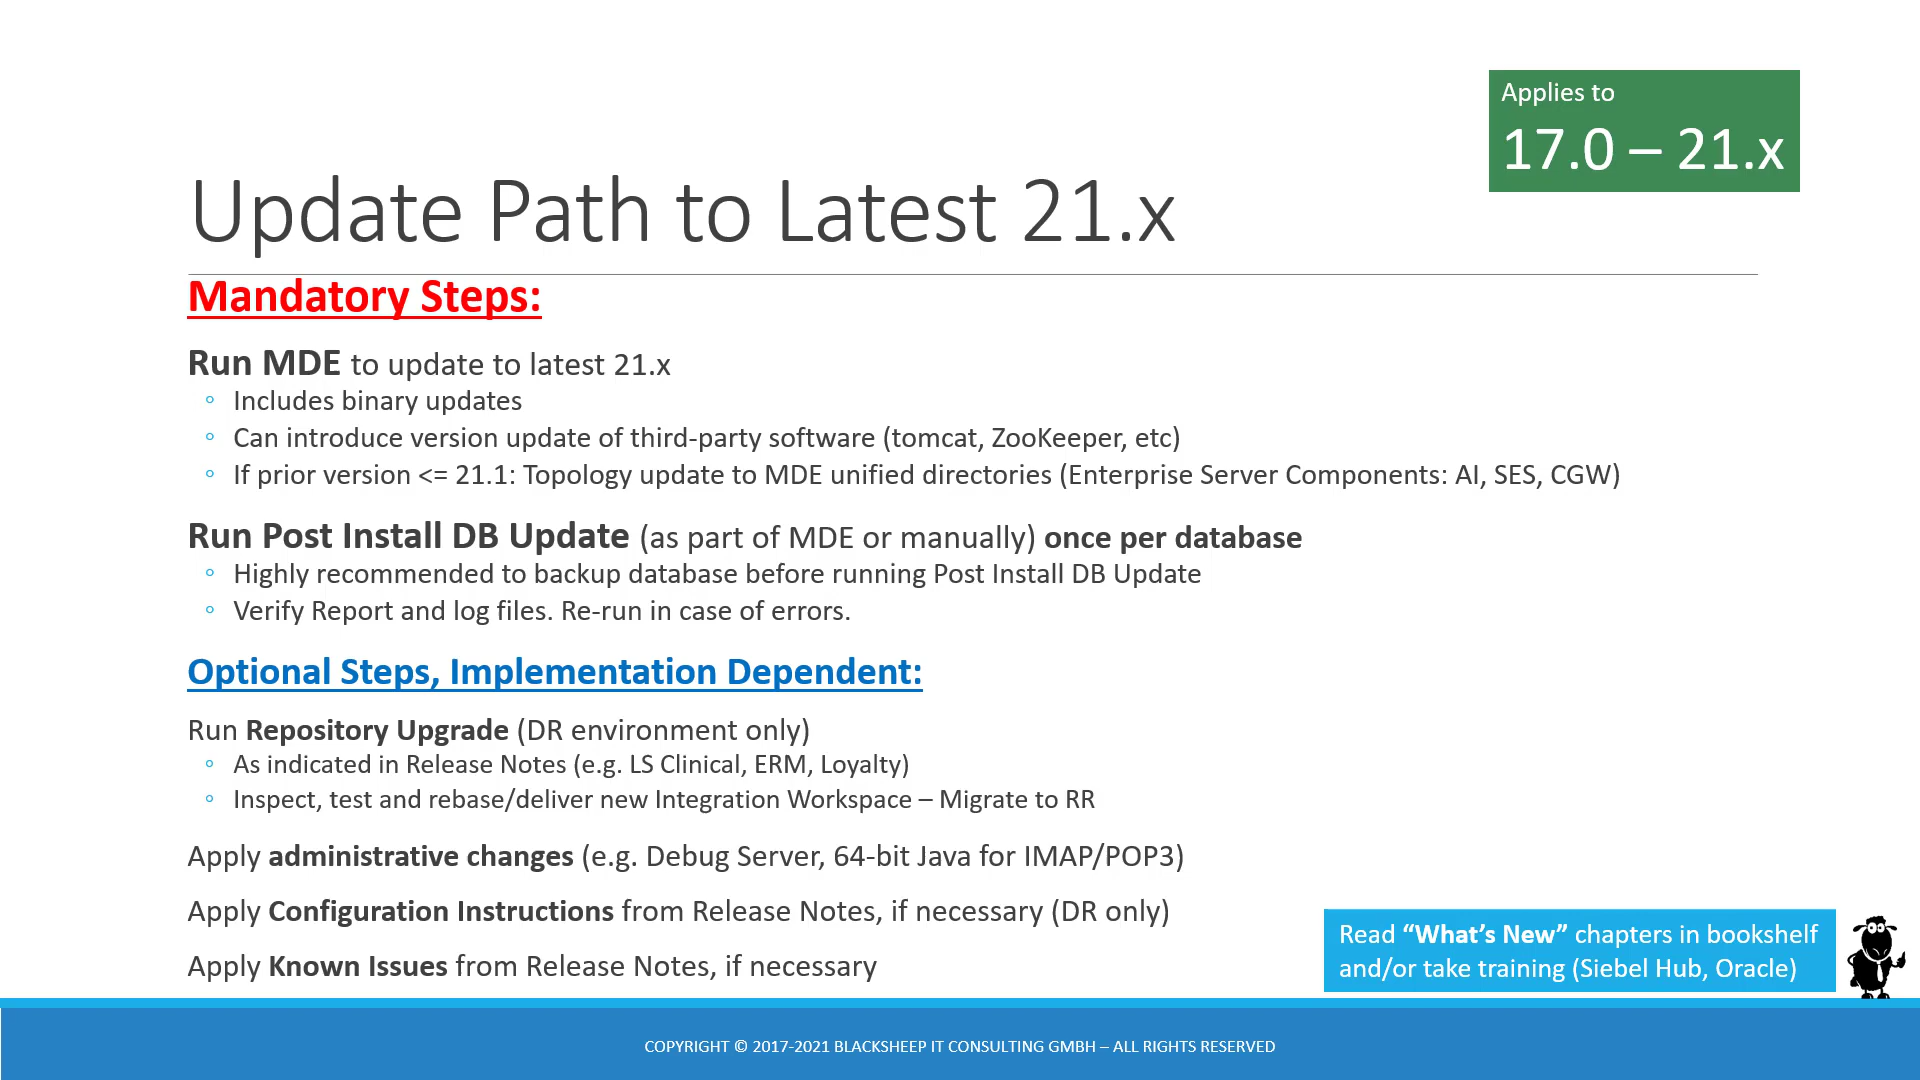 Applies to
17.0 – 21.x
Update Path to Latest 21.x
Mandatory Steps:
Run MDE to update to latest 21.x
◦ Includes binary updates
◦ Can introduce version update of third-party software (tomcat, ZooKeeper, etc)
◦ If prior version <= 21.1: Topology update to MDE unified directories (Enterprise Server Components: AI, SES, CGW)
Run Post Install DB Update (as part of MDE or manually) once per database
◦ Highly recommended to backup database before running Post Install DB Update
◦ Verify Report and log files. Re-run in case of errors.
Optional Steps, Implementation Dependent:
Run Repository Upgrade (DR environment only)
◦ As indicated in Release Notes (e.g. LS Clinical, ERM, Loyalty)
◦ Inspect, test and rebase/deliver new Integration Workspace – Migrate to RR
Apply administrative changes (e.g. Debug Server, 64-bit Java for IMAP/POP3)
Apply Configuration Instructions from Release Notes, if necessary (DR only)
Apply Known Issues from Release Notes, if necessary
Read “What’s New” chapters in bookshelf
and/or take training (Siebel Hub, Oracle)
COPYRIGHT © 2017-2021 BLACKSHEEP IT CONSULTING GMBH – ALL RIGHTS RESERVED